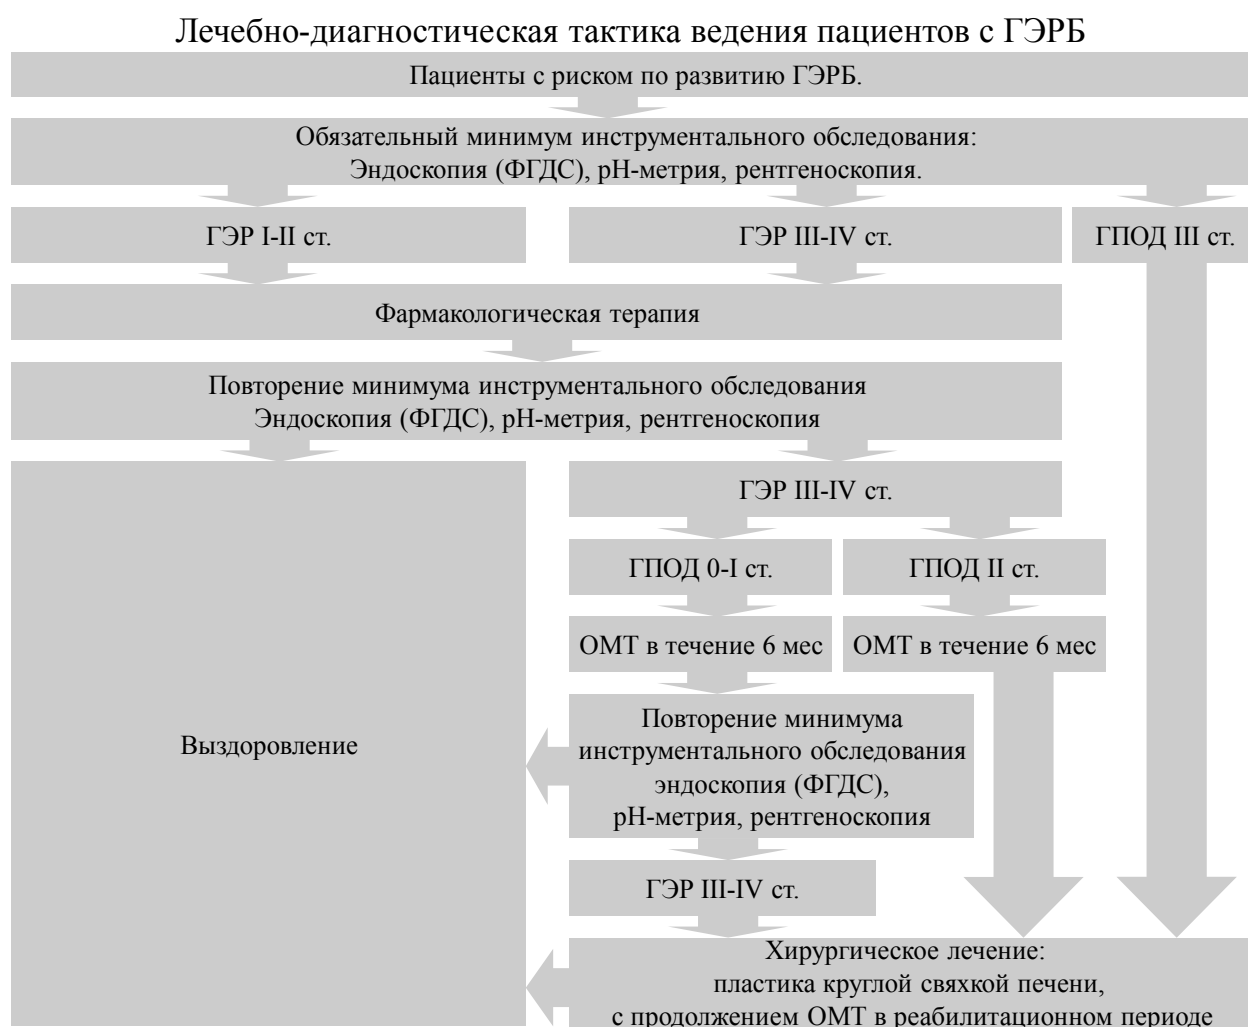 Лечебно-диагностическая тактика ведения пациентов с ГЭРБ
Пациенты с риском по развитию ГЭРБ.
Обязательный минимум инструментального обследования:
Эндоскопия (ФГДС), рН-метрия, рентгеноскопия.
ГЭР I-II ст.
ГЭР III-IV ст.
ГПОД III ст.
Фармакологическая терапия
Повторение минимума инструментального обследования
Эндоскопия (ФГДС), рН-метрия, рентгеноскопия
ГЭР III-IV ст.
ГПОД 0-I ст.
ГПОД II ст.
ОМТ в течение 6 мес
ОМТ в течение 6 мес
Выздоровление
Повторение минимума
инструментального обследования
эндоскопия (ФГДС),
рН-метрия, рентгеноскопия
ГЭР III-IV ст.
Хирургическое лечение:
пластика круглой свяхкой печени,
с продолжением ОМТ в реабилитационном периоде